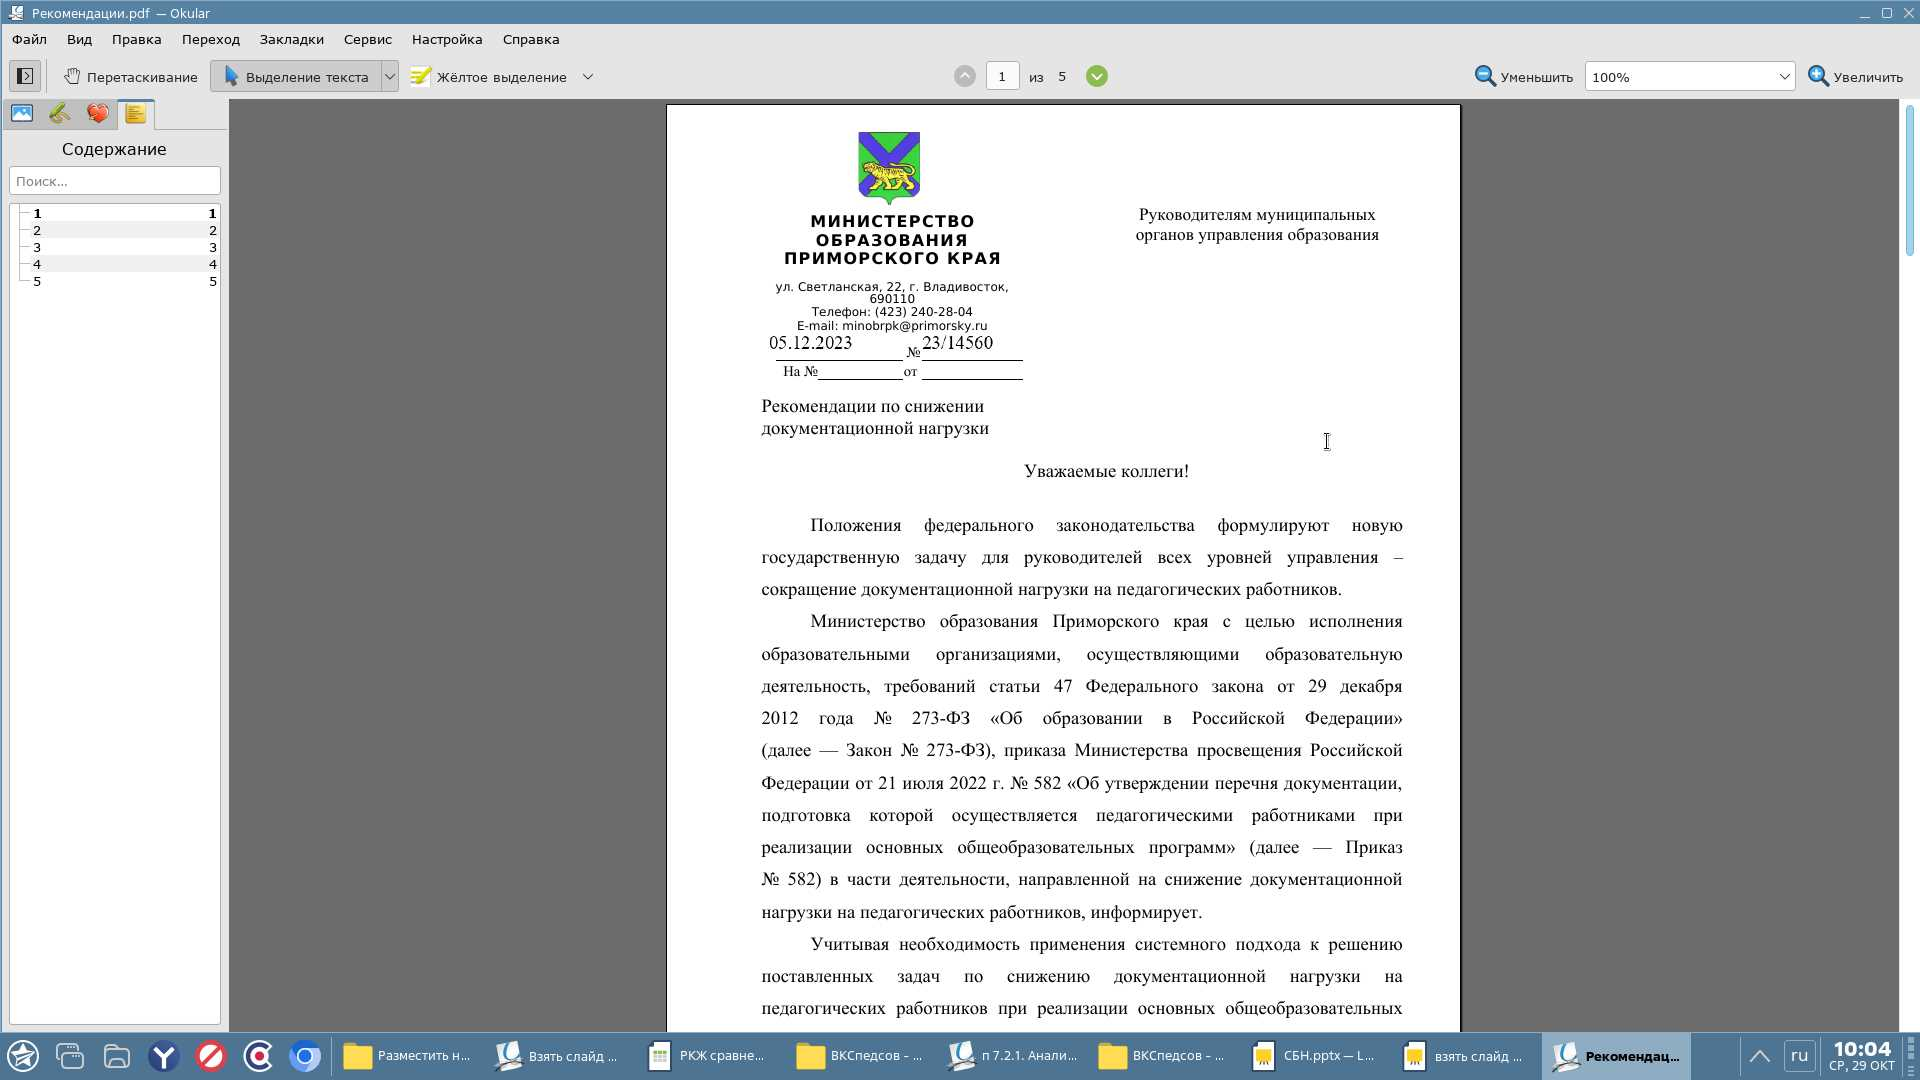 Рекомендации.pdf — Okular
Файл Вид Правка Переход Закладки Сервис Настройка Справка
Перетаскивание Выделение текста Жёлтое выделение 1 из 5 Уменьшить 100% Увеличить
Содержание
Поиск...
1 1
2 2
3 3
4 4
5 5
МИНИСТЕРСТВО
ОБРАЗОВАНИЯ
ПРИМОРСКОГО КРАЯ
ул. Светланская, 22, г. Владивосток,
690110
Телефон: (423) 240-28-04
E-mail: minobrpk@primorsky.ru
05.12.2023 № 23/14560
На № от
Руководителям муниципальных
органов управления образования
Рекомендации по снижении
документационной нагрузки
Уважаемые коллеги!
Положения федерального законодательства формулируют новую
государственную задачу для руководителей всех уровней управления –
сокращение документационной нагрузки на педагогических работников.
Министерство образования Приморского края с целью исполнения
образовательными организациями, осуществляющими образовательную
деятельность, требований статьи 47 Федерального закона от 29 декабря
2012 года № 273-ФЗ «Об образовании в Российской Федерации»
(далее — Закон № 273-ФЗ), приказа Министерства просвещения Российской
Федерации от 21 июля 2022 г. № 582 «Об утверждении перечня документации,
подготовка которой осуществляется педагогическими работниками при
реализации основных общеобразовательных программ» (далее — Приказ
№ 582) в части деятельности, направленной на снижение документационной
нагрузки на педагогических работников, информирует.
Учитывая необходимость применения системного подхода к решению
поставленных задач по снижению документационной нагрузки на
педагогических работников при реализации основных общеобразовательных
Разместить н... Взять слайд ... РКЖ сравне... ВКСпедсов – ... п 7.2.1. Анали... ВКСпедсов – ... СБН.pptx — L... взять слайд ... Рекомендац... ru 10:04
СР, 29 ОКТ